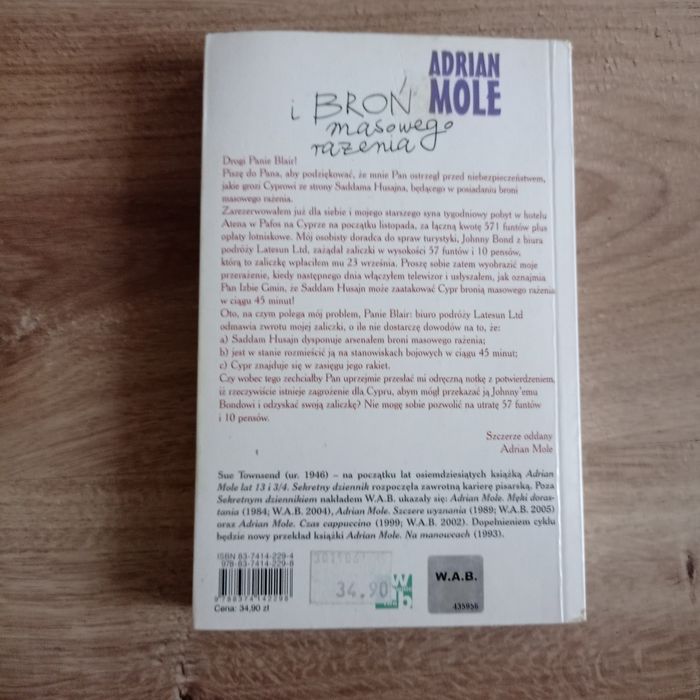 ADRIAN
MOLE
i BROŃ
masowego
rażenia
Drogi Panie Blair!
Piszę do Pana, aby podziękować, że mnie Pan ostrzegł przed niebezpieczeństwem,
jakie grozi Cyprowi ze strony Saddama Husajna, będącego w posiadaniu broni
masowego rażenia.
Zarezerwowałem już dla siebie i mojego starszego syna tygodniowy pobyt w hotelu
Atena w Pafos na Cyprze na początku listopada, za łączną kwotę 571 funtów plus
opłaty lotniskowe. Mój osobisty doradca do spraw turystyki, Johnny Bond z biura
podróży Latesun Ltd, zażądał zaliczki w wysokości 57 funtów i 10 pensów,
którą to zaliczkę wpłaciłem mu 23 września. Proszę sobie zatem wyobrazić moje
przerażenie, kiedy następnego dnia włączyłem telewizor i usłyszałem, jak oznajmia
Pan Izbie Gmin, że Saddam Husajn może zaatakować Cypr bronią masowego rażenia
w ciągu 45 minut!
Oto, na czym polega mój problem, Panie Blair: biuro podróży Latesun Ltd
odmawia zwrotu mojej zaliczki, o ile nie dostarczę dowodów na to, że:
a) Saddam Husajn dysponuje arsenałem broni masowego rażenia;
b) jest w stanie rozmieścić ją na stanowiskach bojowych w ciągu 45 minut;
c) Cypr znajduje się w zasięgu jego rakiet.
Czy wobec tego zechciałby Pan uprzejmie przesłać mi odręczną notkę z potwierdzeniem,
iż rzeczywiście istnieje zagrożenie dla Cypru, abym mógł przekazać ją Johnny'emu
Bondowi i odzyskać swoją zaliczkę? Nie mogę sobie pozwolić na utratę 57 funtów
i 10 pensów.
Szczerze oddany
Adrian Mole
Sue Townsend (ur. 1946) – na początku lat osiemdziesiątych książką Adrian
Mole lat 13 i 3/4. Sekretny dziennik rozpoczęła zawrotną karierę pisarską. Poza
Sekretnym dziennikiem nakładem W.A.B. ukazały się: Adrian Mole. Męki doras-
tania (1984; W.A.B. 2004), Adrian Mole. Szczere wyznania (1989; W.A.B. 2005)
oraz Adrian Mole. Czas cappuccino (1999; W.A.B. 2002). Dopełnieniem cyklu
będzie nowy przekład książki Adrian Mole. Na manowcach (1993).
ISBN 83-7414-229-4
978-83-7414-229-8
9 788374 142298
Cena: 34,90 zł
34.90
w
b
W.A.B.
435956